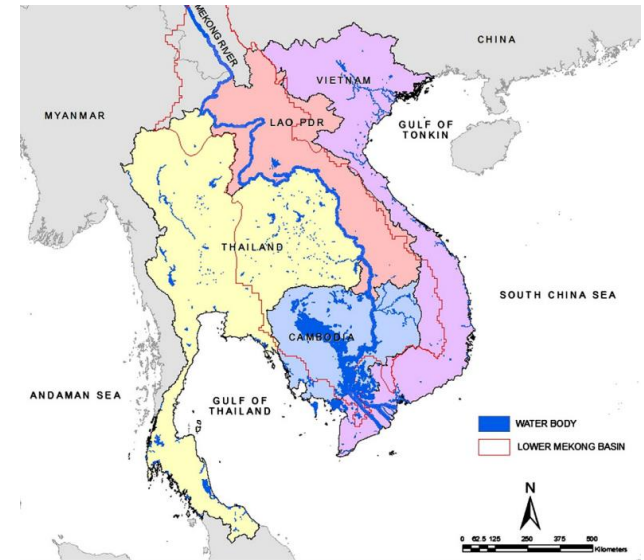 MEKONG RIVER
CHINA
VIETNAM
MYANMAR
LAO PDR
GULF OF
TONKIN
THAILAND
SOUTH CHINA SEA
CAMBODIA
ANDAMAN SEA
GULF OF
THAILAND
WATER BODY
LOWER MEKONG BASIN
N
0 62.5 125 250 375 500
Kilometers